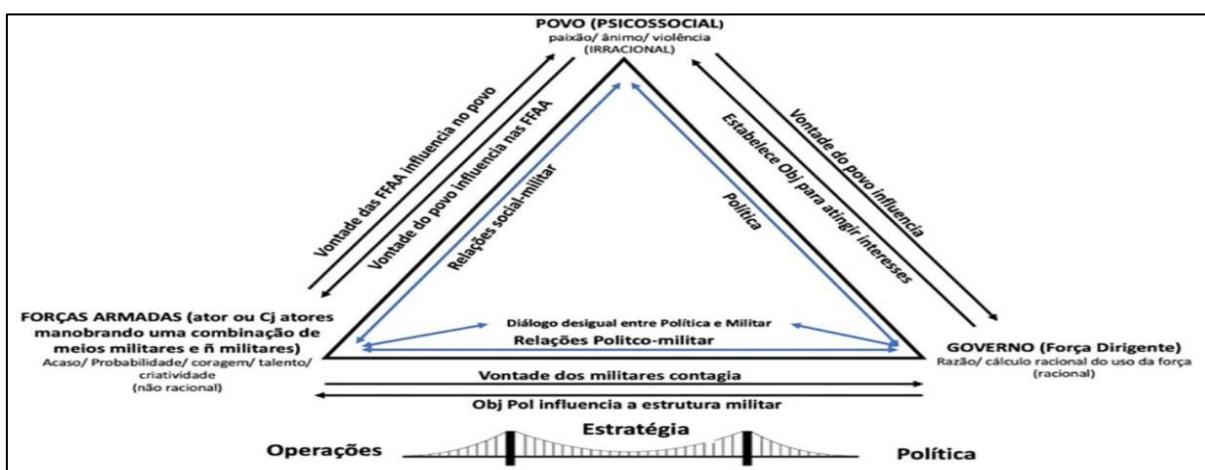 POVO (PSICOSSOCIAL)
paixão/ ânimo/ violência
(IRRACIONAL)
Vontade das FFAA influencia no povo
Vontade do povo influencia nas FFAA
Relações social-militar
Política
Estabelece Obj para atingir interesses
Vontade do povo influencia
FORÇAS ARMADAS (ator ou Cj atores
manobrando uma combinação de
meios militares e ñ militares)
Acaso/ Probabilidade/ coragem/ talento/
criatividade
(não racional)
Diálogo desigual entre Política e Militar
Relações Politco-militar
GOVERNO (Força Dirigente)
Razão/ cálculo racional do uso da força
(racional)
Vontade dos militares contagia
Obj Pol influencia a estrutura militar
Estratégia
Operações
Política